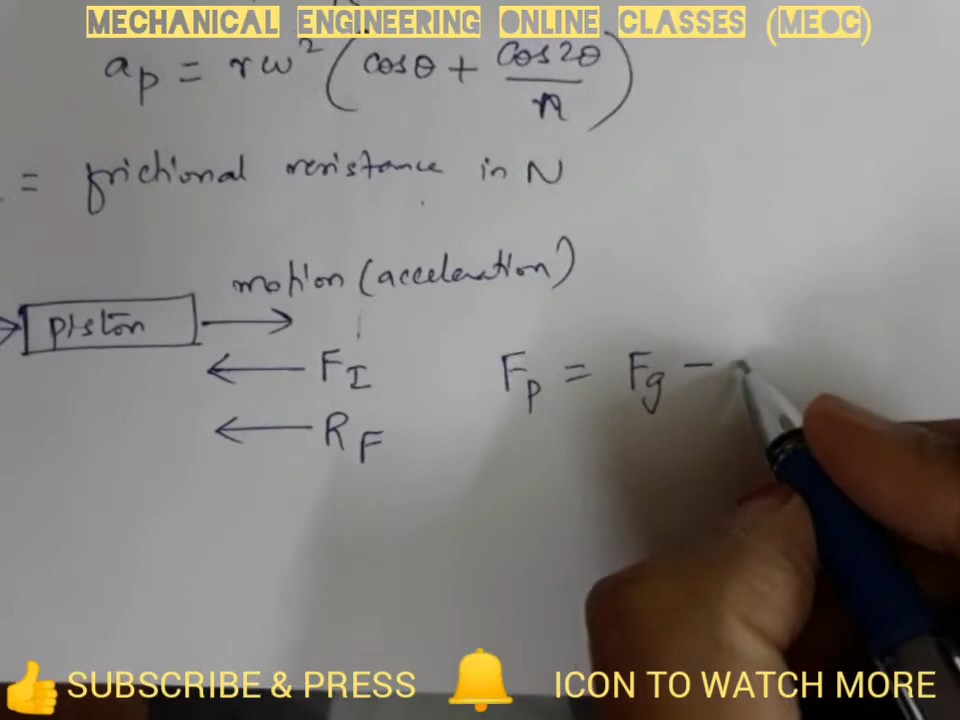 MECHANICAL ENGINEERING ONLINE CLASSES (MEOC)
ap = rω² (cosθ + cos2θ/n)
= frictional resistance in N
motion (acceleration)
piston
FI
Fp = Fg −
RF
SUBSCRIBE & PRESS ICON TO WATCH MORE